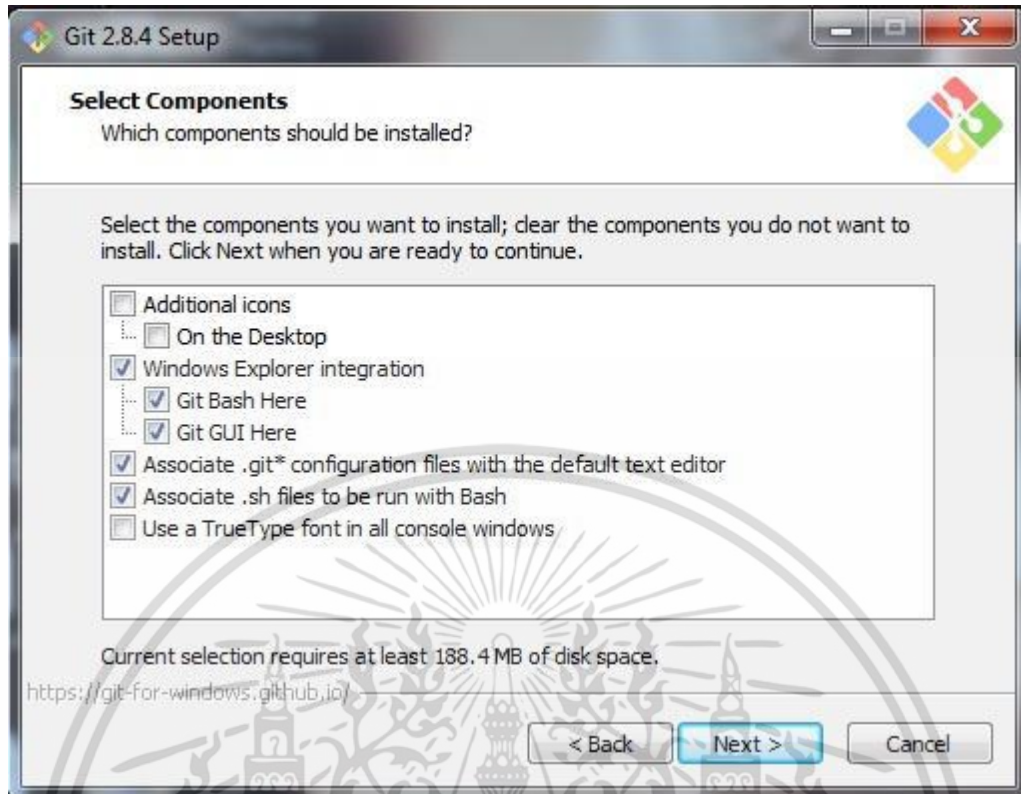 Git 2.8.4 Setup
Select Components
Which components should be installed?
Select the components you want to install; clear the components you do not want to
install. Click Next when you are ready to continue.
Additional icons
On the Desktop
Windows Explorer integration
Git Bash Here
Git GUI Here
Associate .git* configuration files with the default text editor
Associate .sh files to be run with Bash
Use a TrueType font in all console windows
Current selection requires at least 188.4 MB of disk space.
https://git-for-windows.github.io/
< Back Next > Cancel